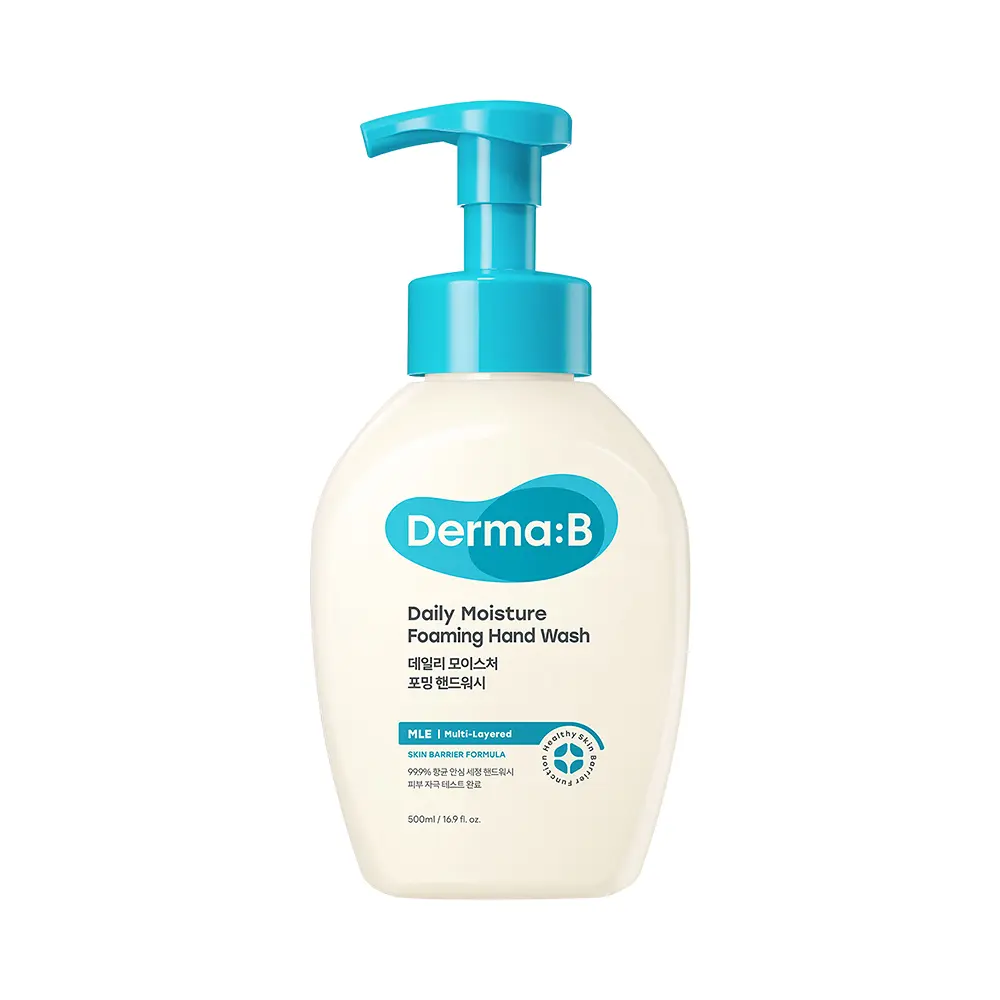 Derma:B
Daily Moisture
Foaming Hand Wash
데일리 모이스처
포밍 핸드워시
MLE | Multi-Layered
SKIN BARRIER FORMULA
99.9% 항균 안심 세정 핸드워시
피부 자극 테스트 완료
Healthy Skin Barrier Function
500ml / 16.9 fl. oz.